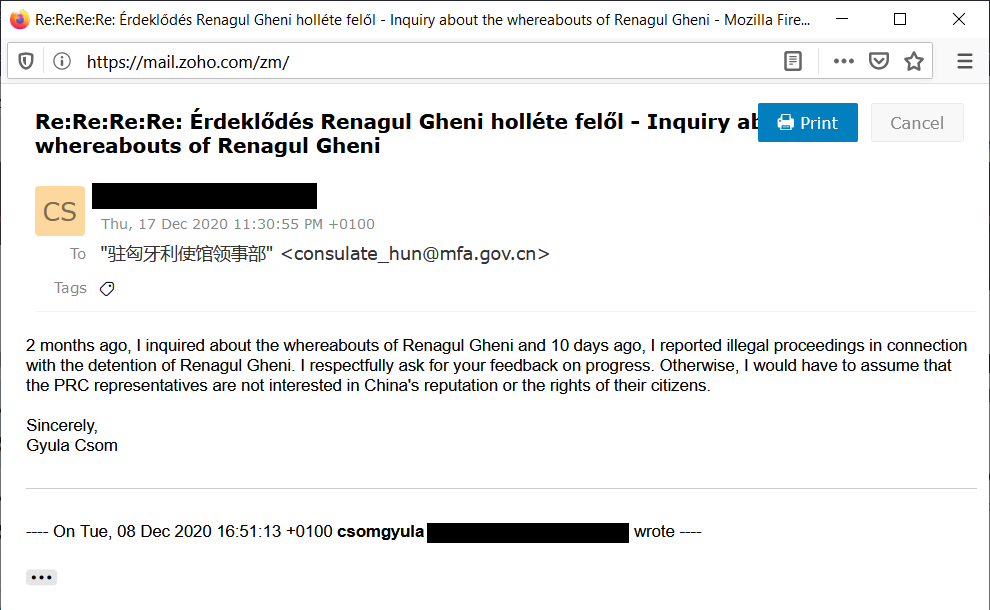 Re:Re:Re:Re: Érdeklődés Renagul Gheni holléte felől - Inquiry about the whereabouts of Renagul Gheni - Mozilla Fire...
https://mail.zoho.com/zm/
Re:Re:Re:Re: Érdeklődés Renagul Gheni holléte felől - Inquiry ab
Print
Cancel
whereabouts of Renagul Gheni
CS
Thu, 17 Dec 2020 11:30:55 PM +0100
To "驻匈牙利使馆领事部" <consulate_hun@mfa.gov.cn>
Tags
2 months ago, I inquired about the whereabouts of Renagul Gheni and 10 days ago, I reported illegal proceedings in connection
with the detention of Renagul Gheni. I respectfully ask for your feedback on progress. Otherwise, I would have to assume that
the PRC representatives are not interested in China's reputation or the rights of their citizens.
Sincerely,
Gyula Csom
---- On Tue, 08 Dec 2020 16:51:13 +0100 csomgyula wrote ----